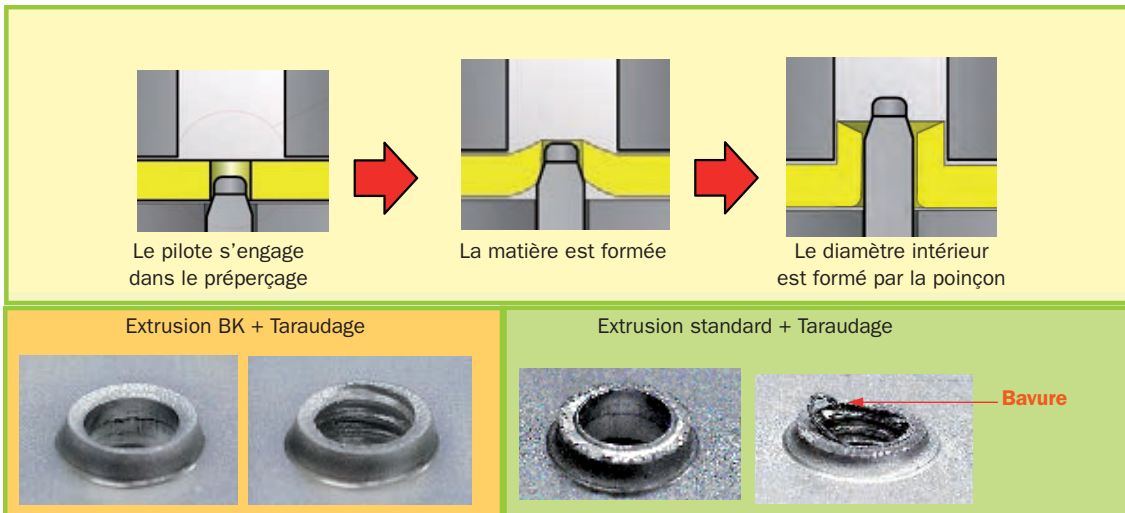 Le pilote s'engage
dans le préperçage
La matière est formée
Le diamètre intérieur
est formé par la poinçon
Extrusion BK + Taraudage
Extrusion standard + Taraudage
Bavure